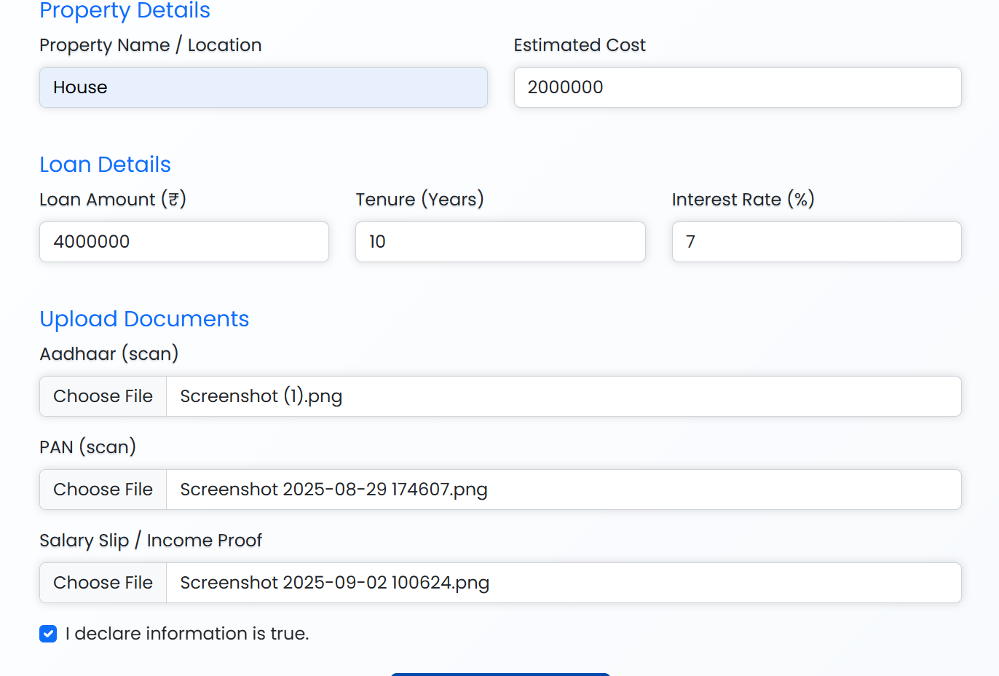 Property Details
Property Name / Location
Estimated Cost
House
2000000
Loan Details
Loan Amount (₹)
Tenure (Years)
Interest Rate (%)
4000000
10
7
Upload Documents
Aadhaar (scan)
Choose File
Screenshot (1).png
PAN (scan)
Choose File
Screenshot 2025-08-29 174607.png
Salary Slip / Income Proof
Choose File
Screenshot 2025-09-02 100624.png
I declare information is true.